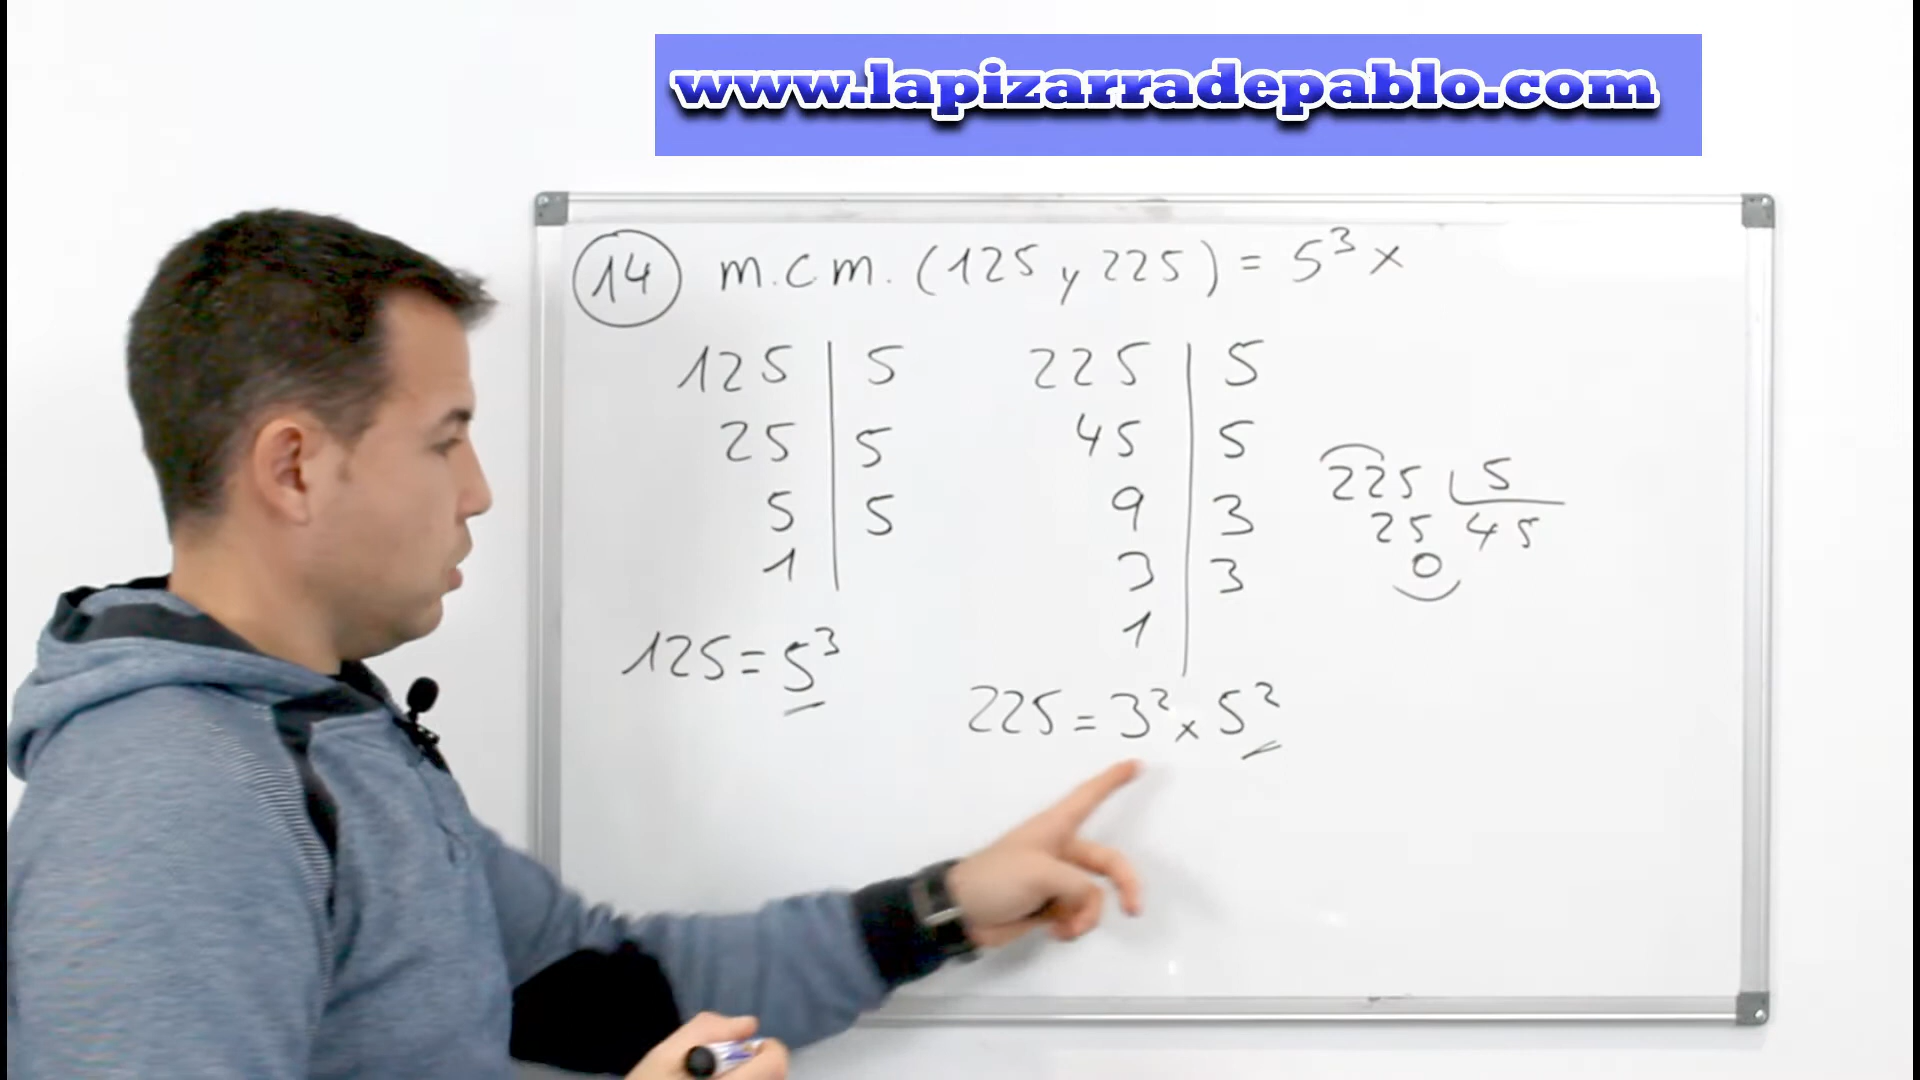 www.lapizarradepablo.com
14 m.c.m. (125 y 225) = 5³ x
125 | 5
25 | 5
5 | 5
1
125 = 5³
225 | 5
45 | 5
9 | 3
3 | 3
1
225 = 3² x 5²
225 5
25 45
0